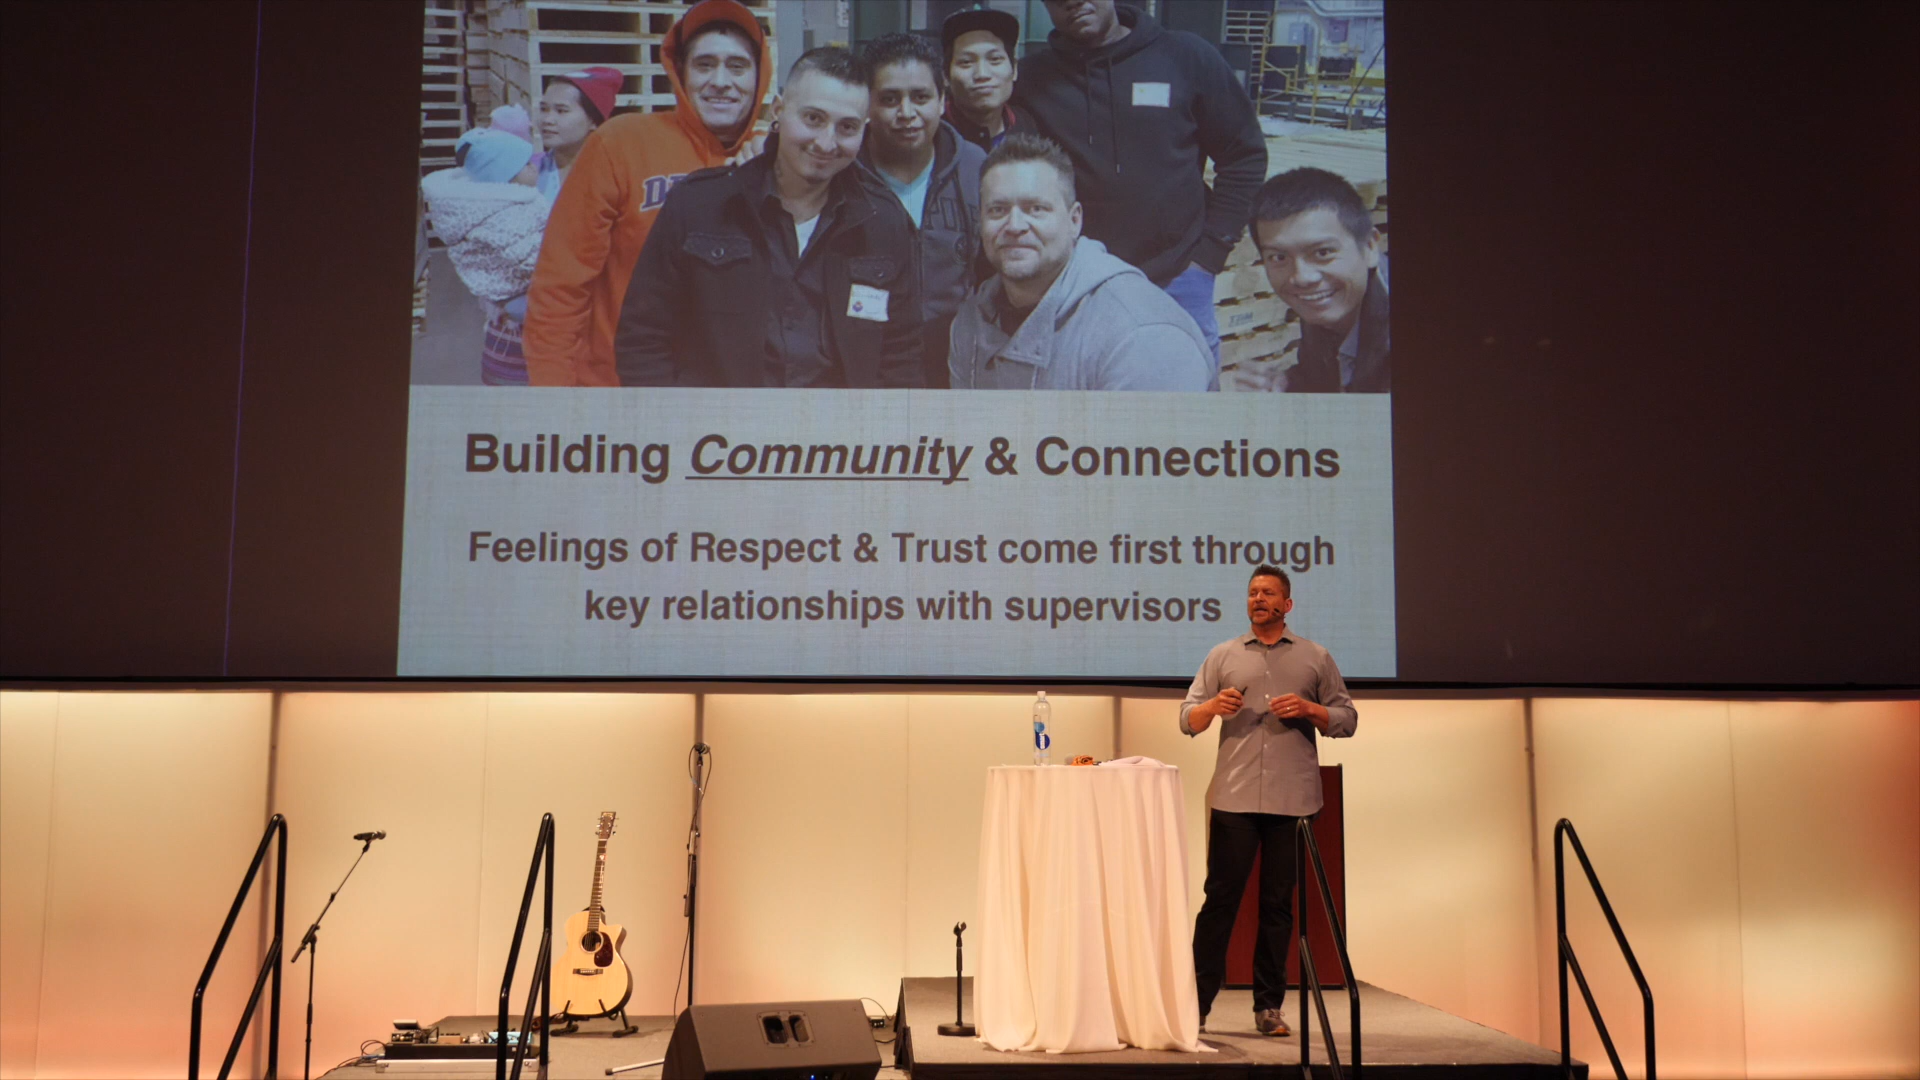 Building Community & Connections
Feelings of Respect & Trust come first through
key relationships with supervisors